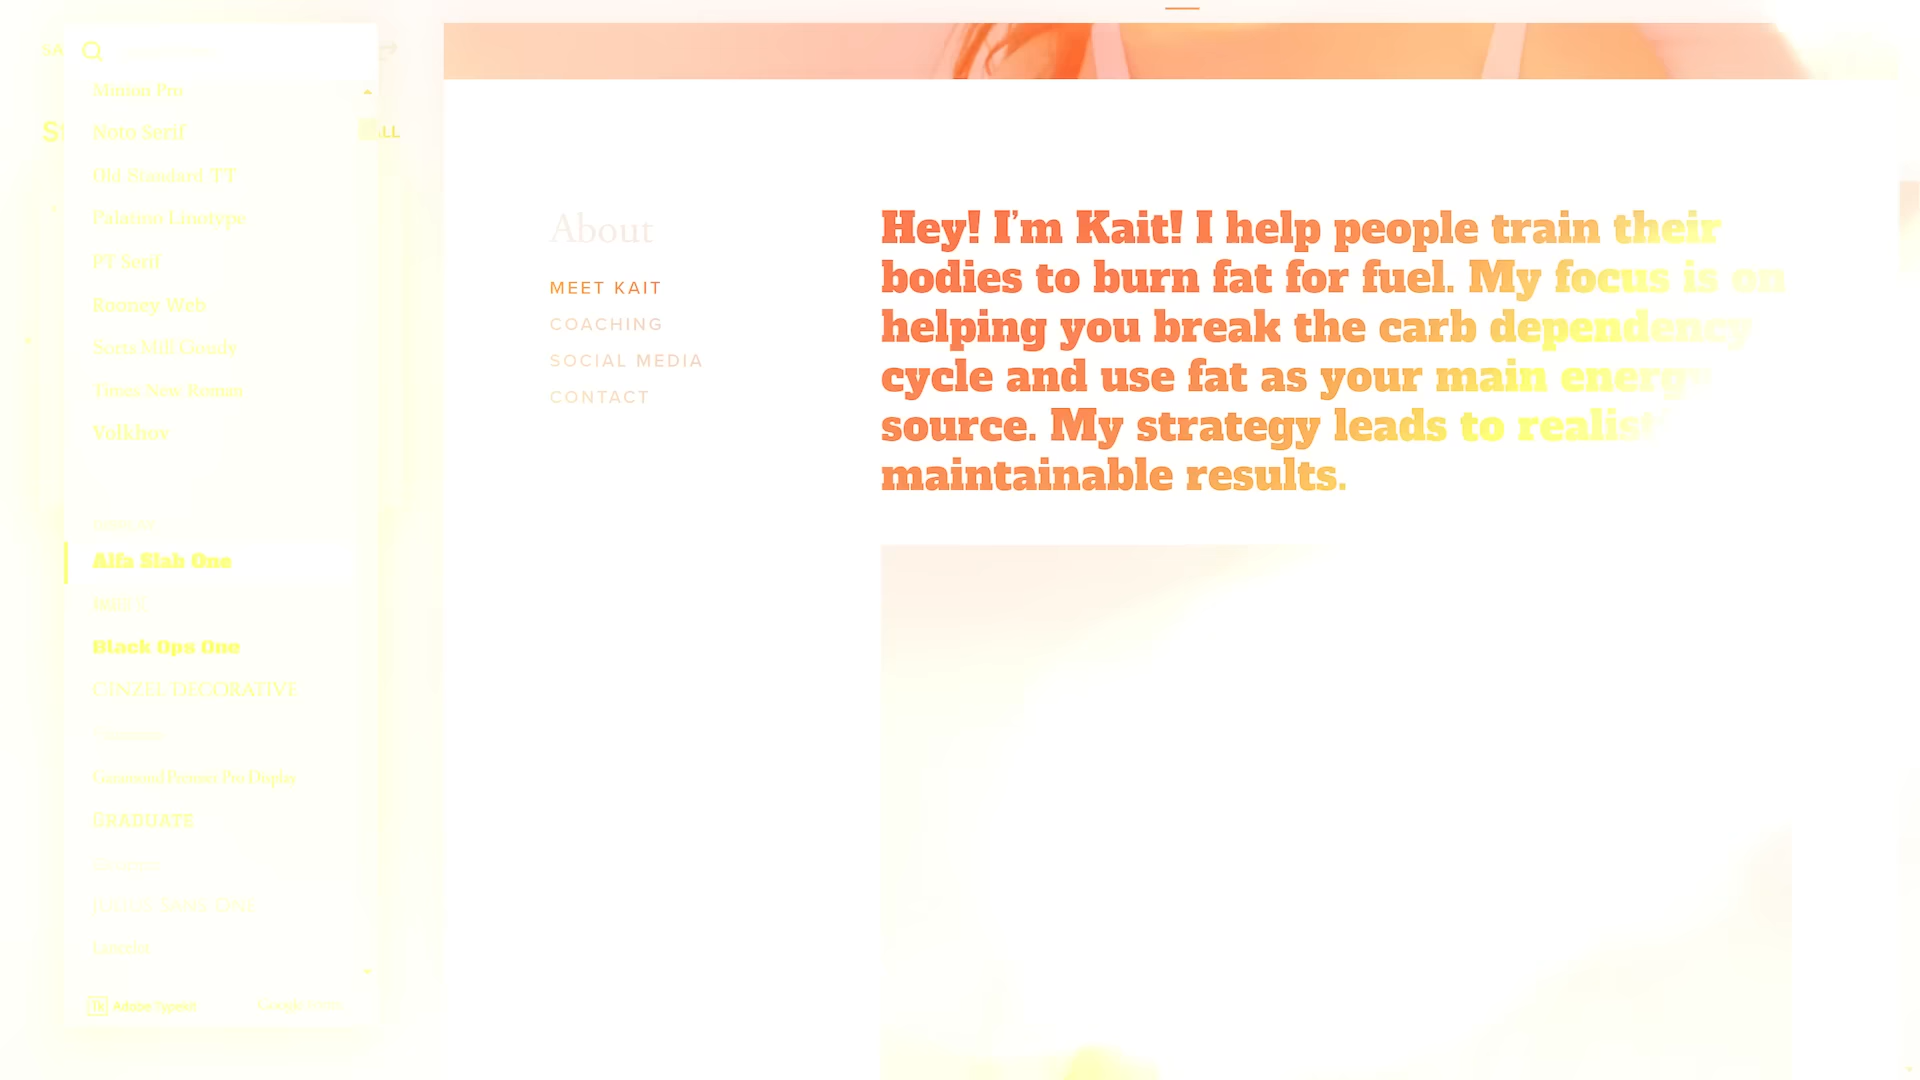 SA
St
ALL
Minion Pro
Noto Serif
Old Standard TT
Palatino Linotype
PT Serif
Rooney Web
Sorts Mill Goudy
Times New Roman
Volkhov
Alfa Slab One
Black Ops One
CINZEL DECORATIVE
Garamond Premier Pro Display
GRADUATE
JULIUS SANS ONE
Adobe Typekit
Google Fonts
About
MEET KAIT
COACHING
SOCIAL MEDIA
CONTACT
Hey! I'm Kait! I help people train their
bodies to burn fat for fuel. My focus is on
helping you break the carb dependency
cycle and use fat as your main energy
source. My strategy leads to
maintainable results.